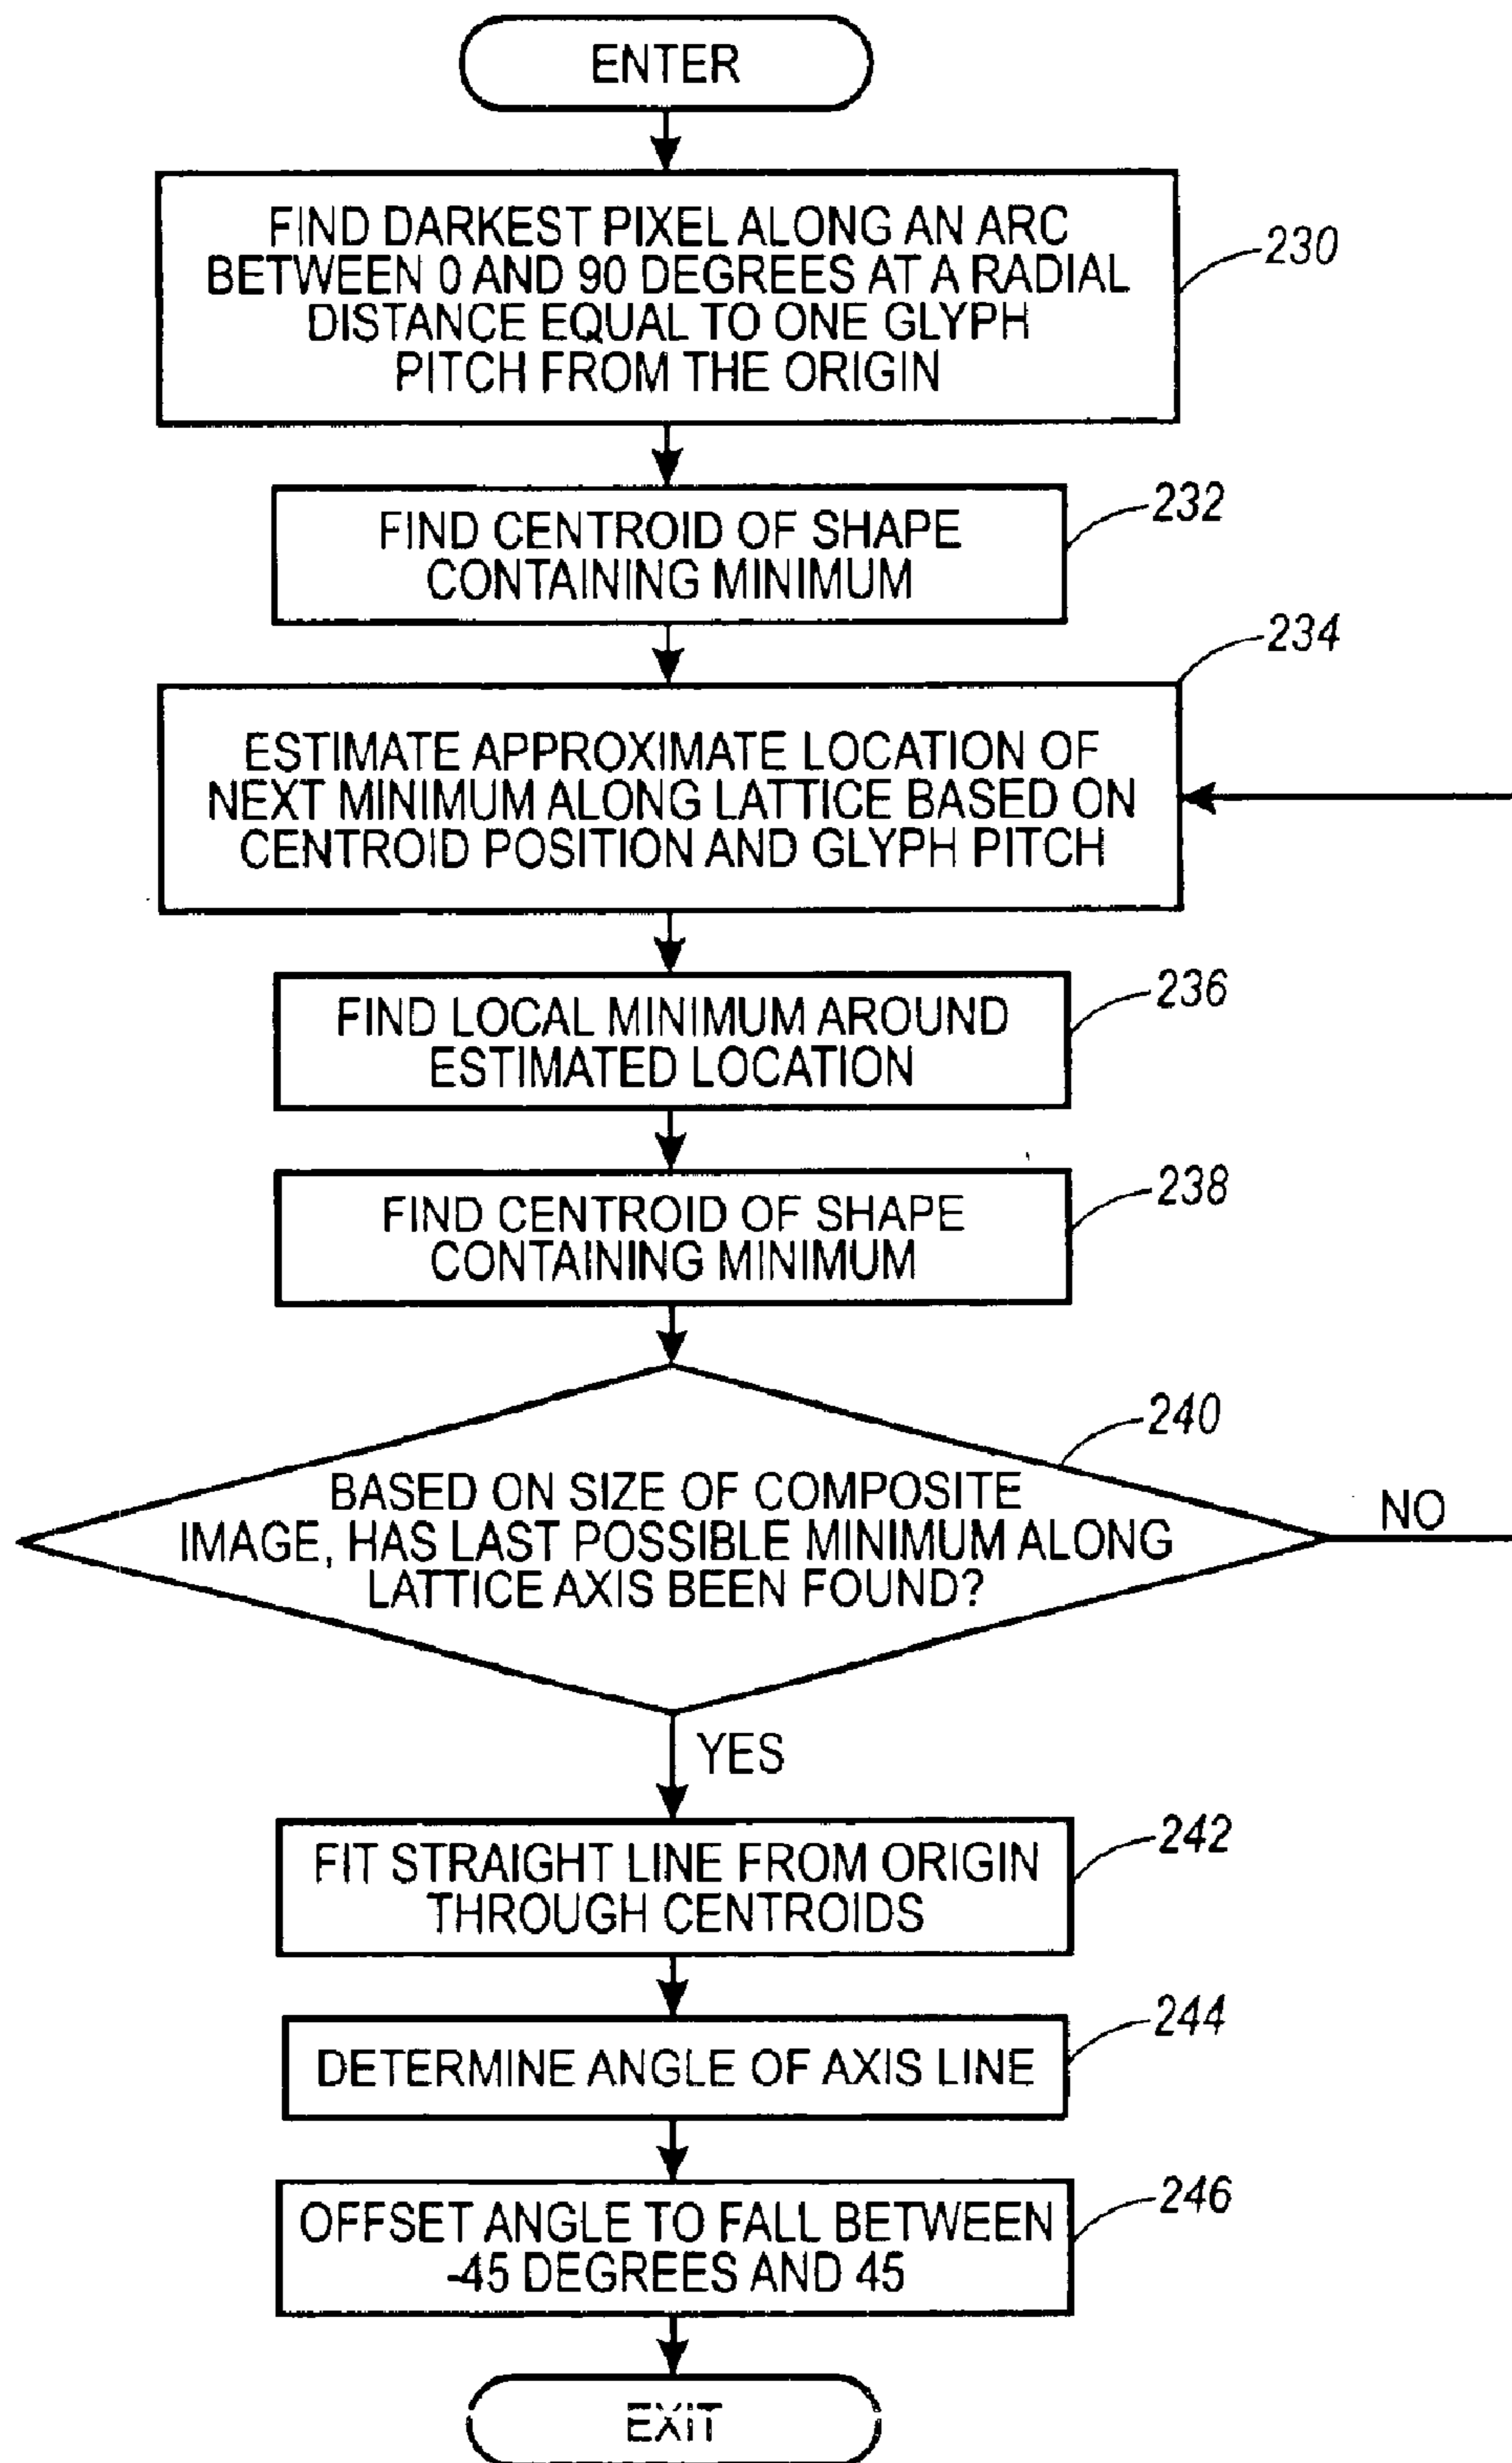 ENTER
FIND DARKEST PIXEL ALONG AN ARC
BETWEEN 0 AND 90 DEGREES AT A RADIAL
DISTANCE EQUAL TO ONE GLYPH
PITCH FROM THE ORIGIN
230
FIND CENTROID OF SHAPE
CONTAINING MINIMUM
232
234
ESTIMATE APPROXIMATE LOCATION OF
NEXT MINIMUM ALONG LATTICE BASED ON
CENTROID POSITION AND GLYPH PITCH
236
FIND LOCAL MINIMUM AROUND
ESTIMATED LOCATION
238
FIND CENTROID OF SHAPE
CONTAINING MINIMUM
240
BASED ON SIZE OF COMPOSITE
IMAGE, HAS LAST POSSIBLE MINIMUM ALONG
LATTICE AXIS BEEN FOUND?
NO
YES
242
FIT STRAIGHT LINE FROM ORIGIN
THROUGH CENTROIDS
244
DETERMINE ANGLE OF AXIS LINE
246
OFFSET ANGLE TO FALL BETWEEN
-45 DEGREES AND 45
EXIT